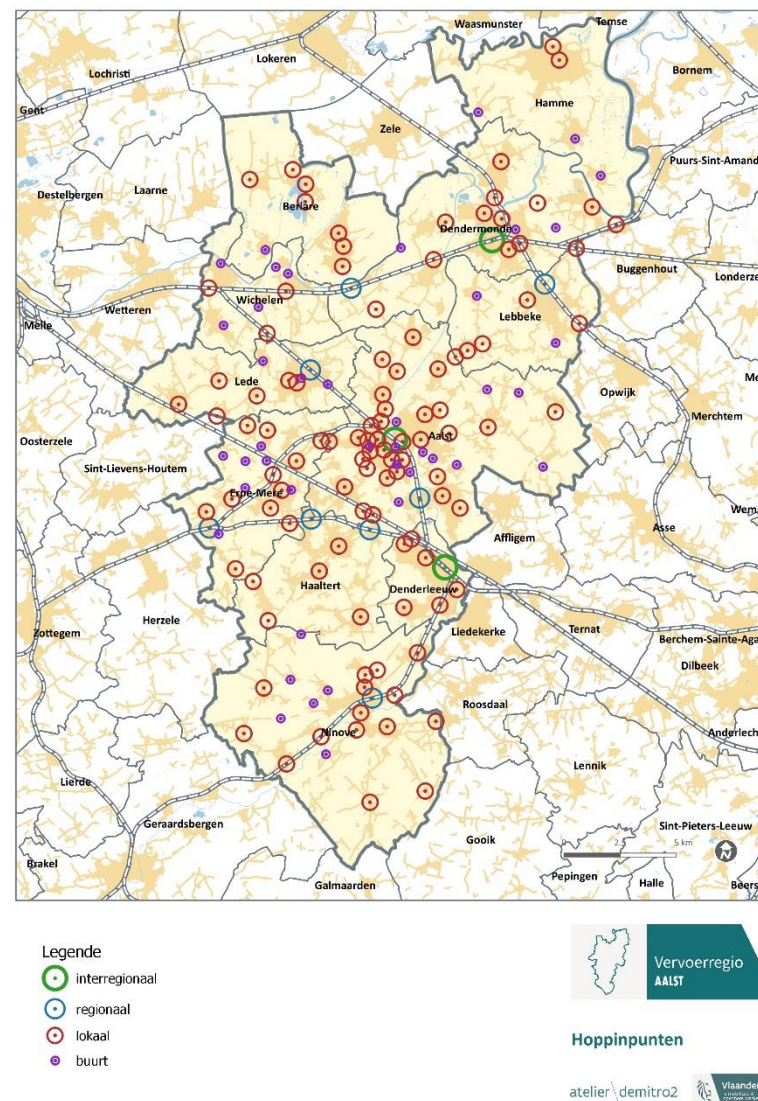 Waasmunster
Temse
Lochristi
Lokeren
Bornem
Hamme
Gent
Zele
Puurs-Sint-Amand
Destelbergen
Laarne
Berlare
Dendermonde
Buggenhout
Londerze
Wetteren
Wichelen
Lebbeke
Melle
Lede
Opwijk
Merchtem
Oosterzele
Aalst
Sint-Lievens-Houtem
Erpe-Mere
Affligem
Asse
Haaltert
Denderleeuw
Herzele
Liedekerke
Ternat
Zottegem
Berchem-Sainte-Aga
Dilbeek
Roosdaal
Ninove
Anderlech
Lierde
Lennik
Geraardsbergen
Sint-Pieters-Leeuw
Gooik
5 km
Brakel
Pepingen
Galmaarden
Halle
Beers
Legende
interregionaal
regionaal
lokaal
buurt
Vervoerregio
AALST
Hoppinpunten
atelier\demitro2
Vlaander